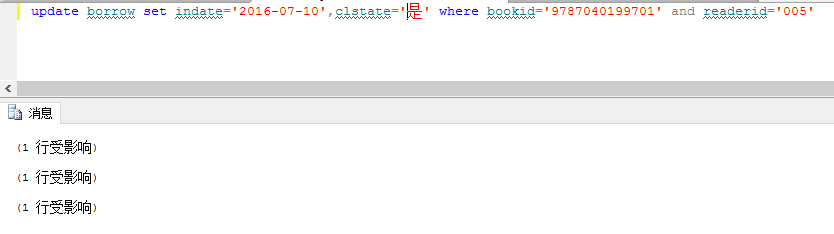 update borrow set indate='2016-07-10',clstate='是' where bookid='9787040199701' and readerid='005'
消息
(1 行受影响)
(1 行受影响)
(1 行受影响)